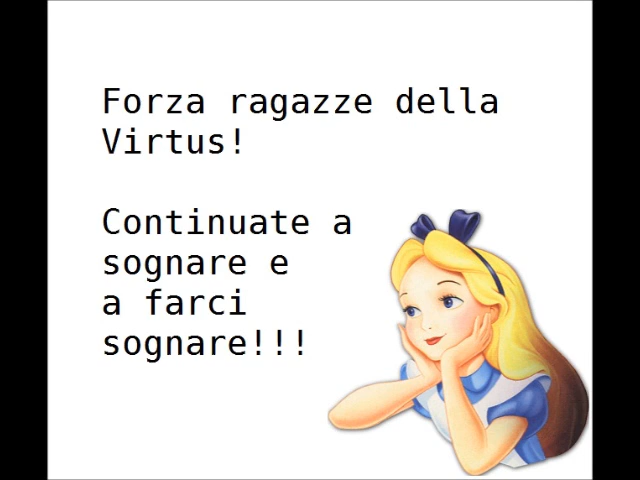 Forza ragazze della
Virtus!
Continuate a
sognare e
a farci
sognare!!!